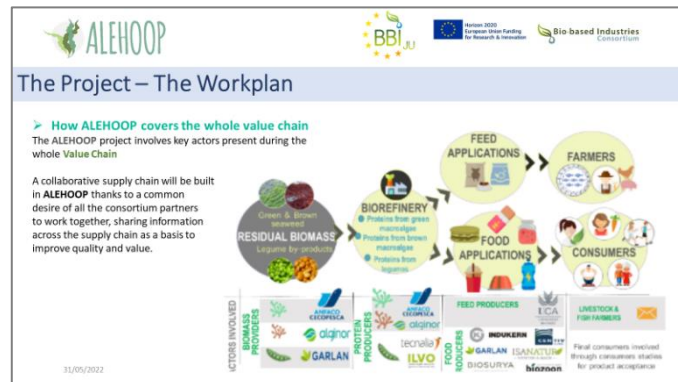 ALEHOOP
BBI JU
Horizon 2020
European Union Funding
for Research & Innovation
Bio-based Industries
Consortium
The Project – The Workplan
➢ How ALEHOOP covers the whole value chain
The ALEHOOP project involves key actors present during the
whole Value Chain
A collaborative supply chain will be built
in ALEHOOP thanks to a common
desire of all the consortium partners
to work together, sharing information
across the supply chain as a basis to
improve quality and value.
Green & Brown
seaweed
RESIDUAL BIOMASS
Legume by-products
BIOREFINERY
Proteins from green
macroalgae
Proteins from brown
macroalgae
Proteins from
legumes
FEED
APPLICATIONS
FARMERS
FOOD
APPLICATIONS
CONSUMERS
ACTORS INVOLVED
BIOMASS
PROVIDERS
ANFACO
CECOPESCA
alginor
GARLAN
PROTEIN
PRODUCERS
ANFACO
CECOPESCA
alginor
tecnalia
ILVO
FEED PRODUCERS
UCA
FOOD
INDUKERN
GARLAN
ISANATUR
BIOSURYA
biozoon
LIVESTOCK &
FISH FARMERS
Final consumers involved
through consumers studies
for product acceptance
31/05/2022